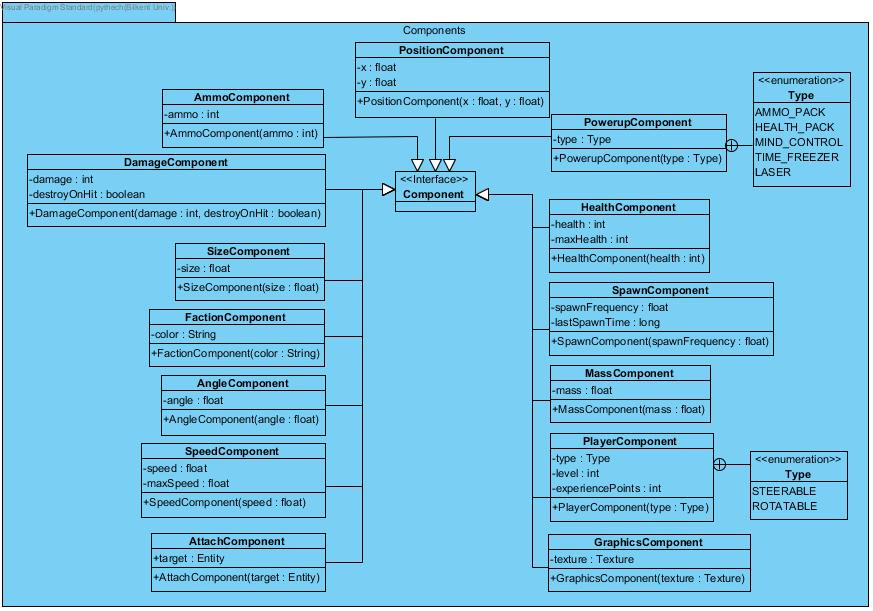 Visual Paradigm Standard(pythech(Bilkent Univ.))
Components
PositionComponent
-x : float
-y : float
+PositionComponent(x : float, y : float)
AmmoComponent
-ammo : int
+AmmoComponent(ammo : int)
DamageComponent
-damage : int
-destroyOnHit : boolean
+DamageComponent(damage : int, destroyOnHit : boolean)
SizeComponent
-size : float
+SizeComponent(size : float)
FactionComponent
-color : String
+FactionComponent(color : String)
AngleComponent
-angle : float
+AngleComponent(angle : float)
SpeedComponent
-speed : float
-maxSpeed : float
+SpeedComponent(speed : float)
AttachComponent
+target : Entity
+AttachComponent(target : Entity)
<<Interface>>
Component
PowerupComponent
-type : Type
+PowerupComponent(type : Type)
<<enumeration>>
Type
AMMO_PACK
HEALTH_PACK
MIND_CONTROL
TIME_FREEZER
LASER
HealthComponent
-health : int
-maxHealth : int
+HealthComponent(health : int)
SpawnComponent
-spawnFrequency : float
-lastSpawnTime : long
+SpawnComponent(spawnFrequency : float)
MassComponent
-mass : float
+MassComponent(mass : float)
PlayerComponent
-type : Type
-level : int
-experiencePoints : int
+PlayerComponent(type : Type)
<<enumeration>>
Type
STEERABLE
ROTATABLE
GraphicsComponent
-texture : Texture
+GraphicsComponent(texture : Texture)